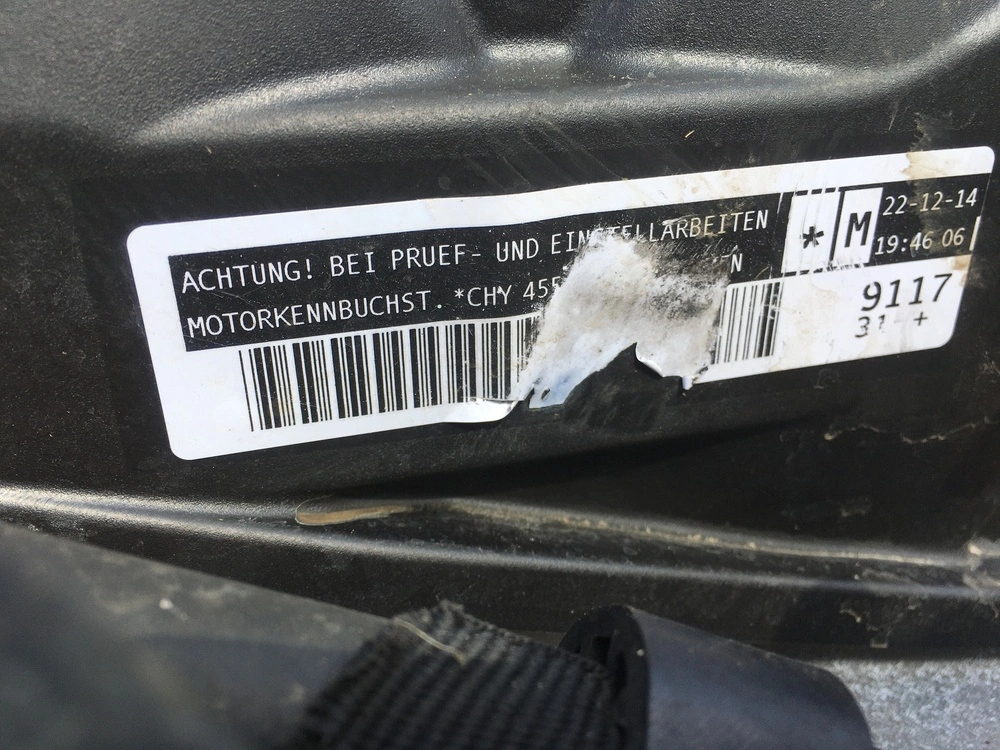 ACHTUNG! BEI PRUEF- UND EINSTELLARBEITEN
MOTORKENNBUCHST. *CHY
* M
22-12-14
19:46 06
9117
+